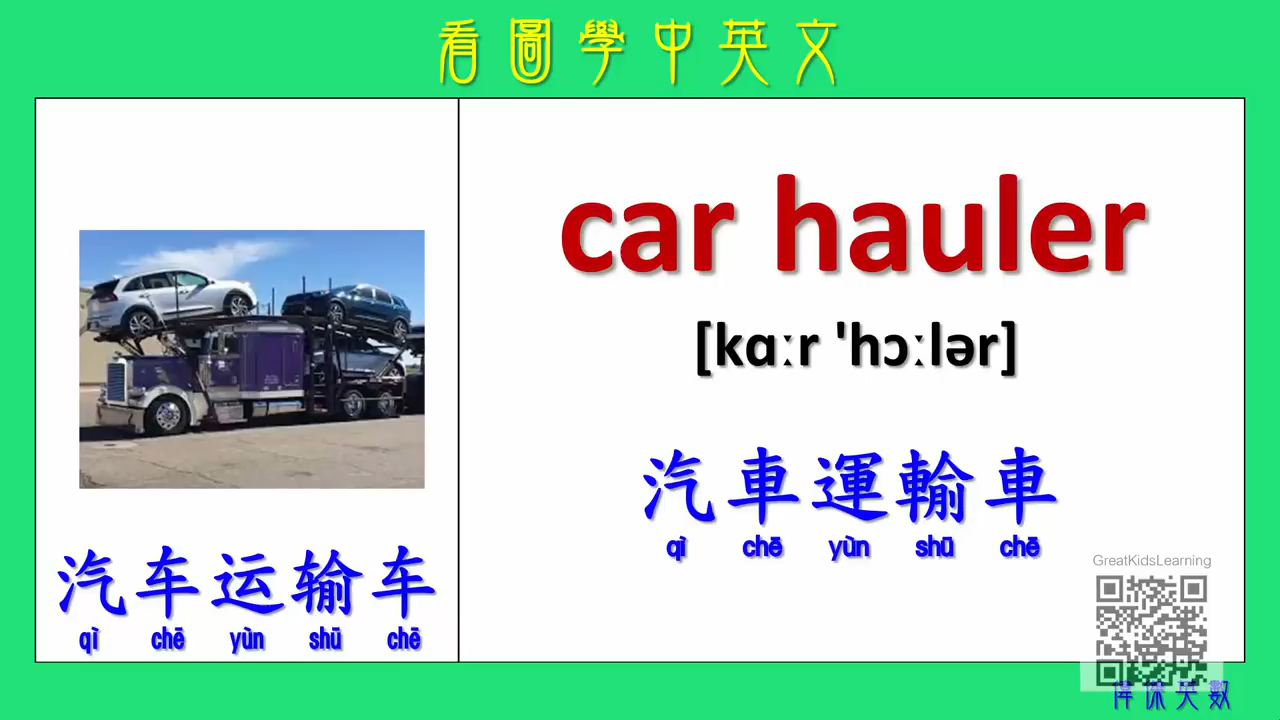 看圖學中英文
car hauler
[kɑːr 'hɔːlər]
汽車運輸車
qì chē yùn shū chē
汽车运输车
qì chē yùn shū chē
GreatKidsLearning